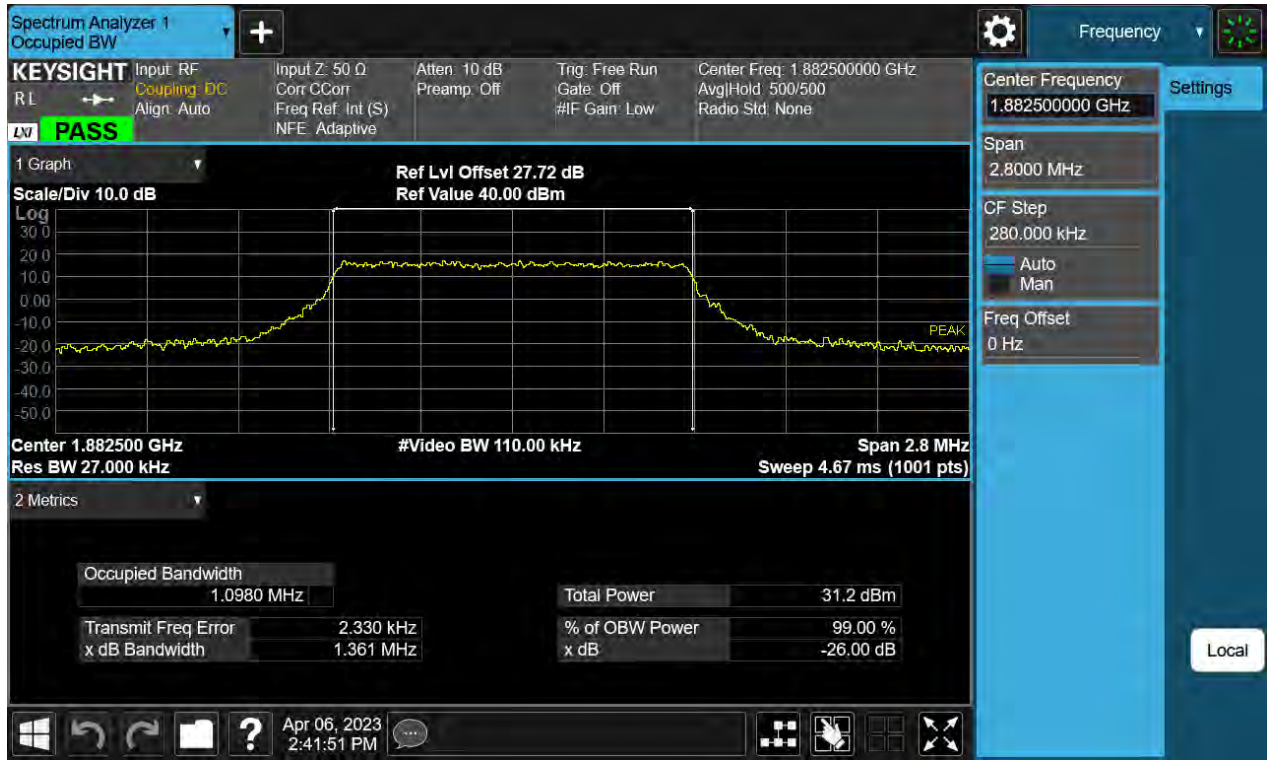 Spectrum Analyzer 1
Occupied BW
+
Frequency
KEYSIGHT
RL
LXI
PASS
Input: RF
Coupling: DC
Align: Auto
Input Z: 50 Ω
Corr CCorr
Freq Ref: Int (S)
NFE: Adaptive
Atten: 10 dB
Preamp: Off
Trig: Free Run
Gate: Off
#IF Gain: Low
Center Freq: 1.882500000 GHz
Avg|Hold: 500/500
Radio Std: None
1 Graph
Scale/Div 10.0 dB
Ref Lvl Offset 27.72 dB
Ref Value 40.00 dBm
Log
30.0
20.0
10.0
0.00
-10.0
-20.0
-30.0
-40.0
-50.0
PEAK
Center 1.882500 GHz
#Video BW 110.00 kHz
Span 2.8 MHz
Res BW 27.000 kHz
Sweep 4.67 ms (1001 pts)
2 Metrics
Occupied Bandwidth
1.0980 MHz
Transmit Freq Error 2.330 kHz
x dB Bandwidth 1.361 MHz
Total Power 31.2 dBm
% of OBW Power 99.00 %
x dB -26.00 dB
Center Frequency
1.882500000 GHz
Span
2.8000 MHz
CF Step
280.000 kHz
Auto
Man
Freq Offset
0 Hz
Settings
Local
?
Apr 06, 2023
2:41:51 PM